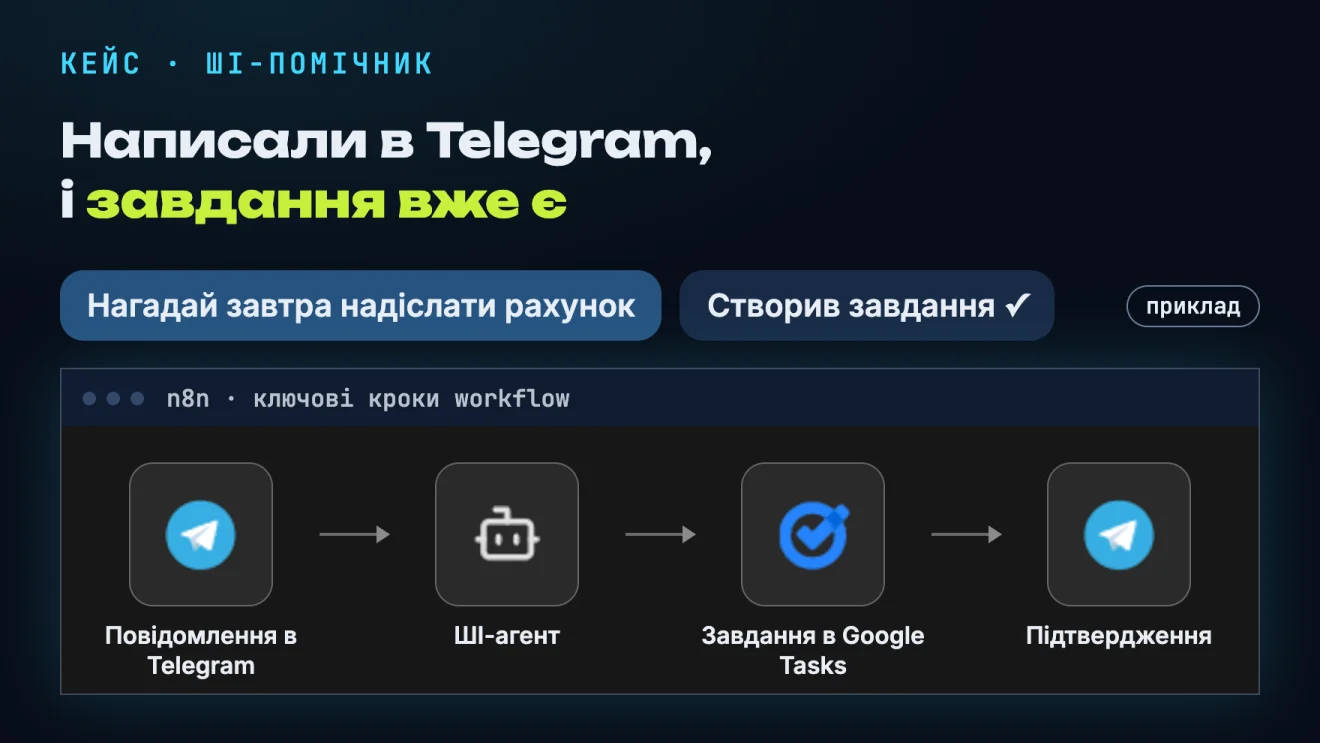 КЕЙС · ШІ-ПОМІЧНИК
Написали в Telegram,
і завдання вже є
Нагадай завтра надіслати рахунок
Створив завдання ✓
приклад
n8n · ключові кроки workflow
Повідомлення в
Telegram
ШІ-агент
Завдання в Google
Tasks
Підтвердження